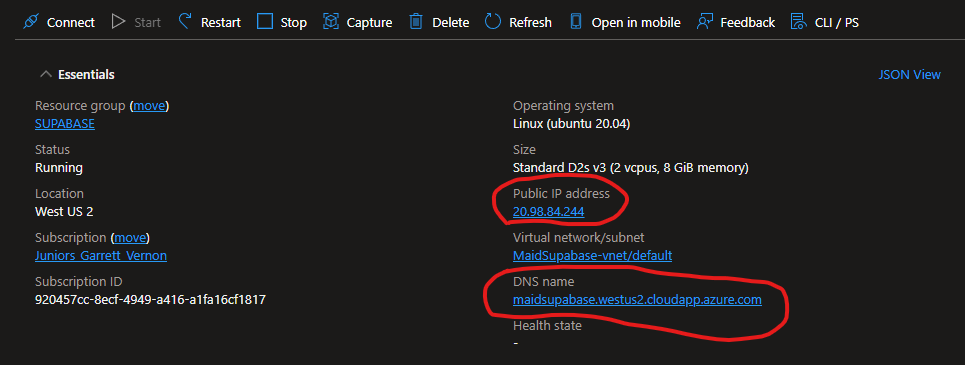 Connect Start Restart Stop Capture Delete Refresh Open in mobile Feedback CLI / PS
Essentials
JSON View
Resource group (move)
SUPABASE
Status
Running
Location
West US 2
Subscription (move)
Juniors_Garrett_Vernon
Subscription ID
920457cc-8ecf-4949-a416-a1fa16cf1817
Operating system
Linux (ubuntu 20.04)
Size
Standard D2s v3 (2 vcpus, 8 GiB memory)
Public IP address
20.98.84.244
Virtual network/subnet
MaidSupabase-vnet/default
DNS name
maidsupabase.westus2.cloudapp.azure.com
Health state
-